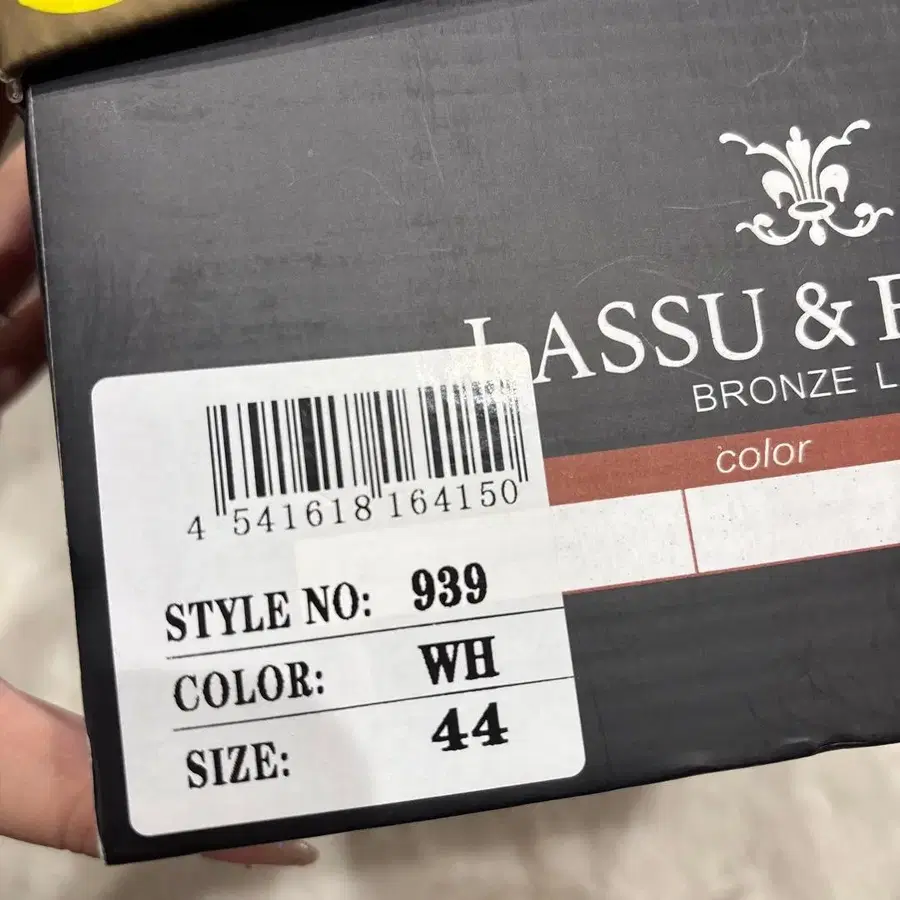 LASSU & F
BRONZE L
color
4 541618 164150
STYLE NO: 939
COLOR: WH
SIZE: 44